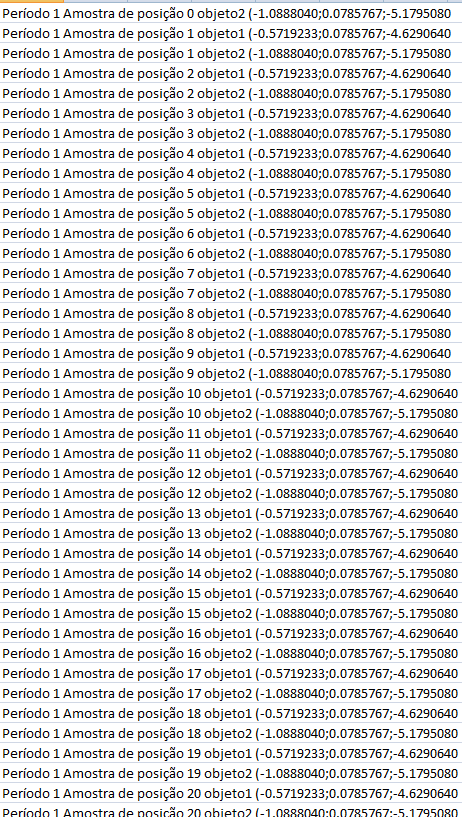 Período 1 Amostra de posição 0 objeto2 (-1.0888040;0.0785767;-5.1795080
Período 1 Amostra de posição 1 objeto1 (-0.5719233;0.0785767;-4.6290640
Período 1 Amostra de posição 1 objeto2 (-1.0888040;0.0785767;-5.1795080
Período 1 Amostra de posição 2 objeto1 (-0.5719233;0.0785767;-4.6290640
Período 1 Amostra de posição 2 objeto2 (-1.0888040;0.0785767;-5.1795080
Período 1 Amostra de posição 3 objeto1 (-0.5719233;0.0785767;-4.6290640
Período 1 Amostra de posição 3 objeto2 (-1.0888040;0.0785767;-5.1795080
Período 1 Amostra de posição 4 objeto1 (-0.5719233;0.0785767;-4.6290640
Período 1 Amostra de posição 4 objeto2 (-1.0888040;0.0785767;-5.1795080
Período 1 Amostra de posição 5 objeto1 (-0.5719233;0.0785767;-4.6290640
Período 1 Amostra de posição 5 objeto2 (-1.0888040;0.0785767;-5.1795080
Período 1 Amostra de posição 6 objeto1 (-0.5719233;0.0785767;-4.6290640
Período 1 Amostra de posição 6 objeto2 (-1.0888040;0.0785767;-5.1795080
Período 1 Amostra de posição 7 objeto1 (-0.5719233;0.0785767;-4.6290640
Período 1 Amostra de posição 7 objeto2 (-1.0888040;0.0785767;-5.1795080
Período 1 Amostra de posição 8 objeto1 (-0.5719233;0.0785767;-4.6290640
Período 1 Amostra de posição 8 objeto2 (-1.0888040;0.0785767;-5.1795080
Período 1 Amostra de posição 9 objeto1 (-0.5719233;0.0785767;-4.6290640
Período 1 Amostra de posição 9 objeto2 (-1.0888040;0.0785767;-5.1795080
Período 1 Amostra de posição 10 objeto1 (-0.5719233;0.0785767;-4.6290640
Período 1 Amostra de posição 10 objeto2 (-1.0888040;0.0785767;-5.1795080
Período 1 Amostra de posição 11 objeto1 (-0.5719233;0.0785767;-4.6290640
Período 1 Amostra de posição 11 objeto2 (-1.0888040;0.0785767;-5.1795080
Período 1 Amostra de posição 12 objeto1 (-0.5719233;0.0785767;-4.6290640
Período 1 Amostra de posição 12 objeto2 (-1.0888040;0.0785767;-5.1795080
Período 1 Amostra de posição 13 objeto1 (-0.5719233;0.0785767;-4.6290640
Período 1 Amostra de posição 13 objeto2 (-1.0888040;0.0785767;-5.1795080
Período 1 Amostra de posição 14 objeto1 (-0.5719233;0.0785767;-4.6290640
Período 1 Amostra de posição 14 objeto2 (-1.0888040;0.0785767;-5.1795080
Período 1 Amostra de posição 15 objeto1 (-0.5719233;0.0785767;-4.6290640
Período 1 Amostra de posição 15 objeto2 (-1.0888040;0.0785767;-5.1795080
Período 1 Amostra de posição 16 objeto1 (-0.5719233;0.0785767;-4.6290640
Período 1 Amostra de posição 16 objeto2 (-1.0888040;0.0785767;-5.1795080
Período 1 Amostra de posição 17 objeto1 (-0.5719233;0.0785767;-4.6290640
Período 1 Amostra de posição 17 objeto2 (-1.0888040;0.0785767;-5.1795080
Período 1 Amostra de posição 18 objeto1 (-0.5719233;0.0785767;-4.6290640
Período 1 Amostra de posição 18 objeto2 (-1.0888040;0.0785767;-5.1795080
Período 1 Amostra de posição 19 objeto1 (-0.5719233;0.0785767;-4.6290640
Período 1 Amostra de posição 19 objeto2 (-1.0888040;0.0785767;-5.1795080
Período 1 Amostra de posição 20 objeto1 (-0.5719233;0.0785767;-4.6290640
Período 1 Amostra de posição 20 objeto2 (-1.0888040;0.0785767;-5.1795080